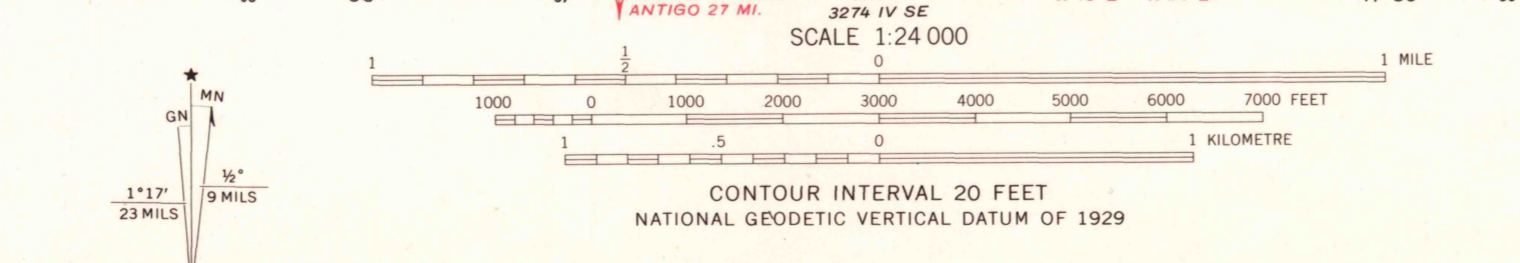 ANTIGO 27 MI.
3274 IV SE
SCALE 1:24 000
1 1/2 0 1 MILE
1000 0 1000 2000 3000 4000 5000 6000 7000 FEET
1 .5 0 1 KILOMETRE
★
MN
GN
1°17' ½°
23 MILS 9 MILS
CONTOUR INTERVAL 20 FEET
NATIONAL GEODETIC VERTICAL DATUM OF 1929